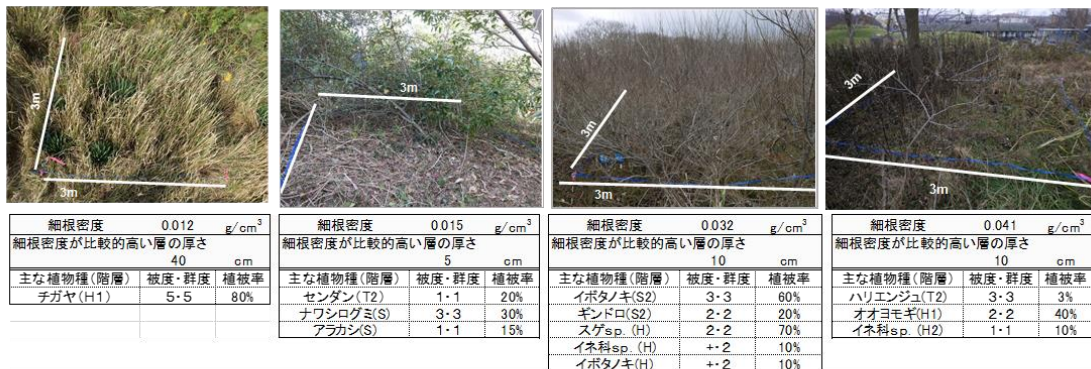 3m
3m
3m
3m
3m
3m
3m
細根密度 0.012 g/cm³
細根密度が比較的高い層の厚さ
40 cm
主な植物種(階層) 被度・群度 植被率
チガヤ(H1) 5・5 80%
細根密度 0.015 g/cm³
細根密度が比較的高い層の厚さ
5 cm
主な植物種(階層) 被度・群度 植被率
センダン(T2) 1・1 20%
ナワシログミ(S) 3・3 30%
アラカシ(S) 1・1 15%
細根密度 0.032 g/cm³
細根密度が比較的高い層の厚さ
10 cm
主な植物種(階層) 被度・群度 植被率
イボタノキ(S2) 3・3 60%
ギンドロ(S2) 2・2 20%
スゲsp. (H) 2・2 70%
イネ科sp. (H) +・2 10%
イボタノキ(H) +・2 10%
細根密度 0.041 g/cm³
細根密度が比較的高い層の厚さ
10 cm
主な植物種(階層) 被度・群度 植被率
ハリエンジュ(T2) 3・3 3%
オオヨモギ(H1) 2・2 40%
イネ科sp. (H2) 1・1 10%